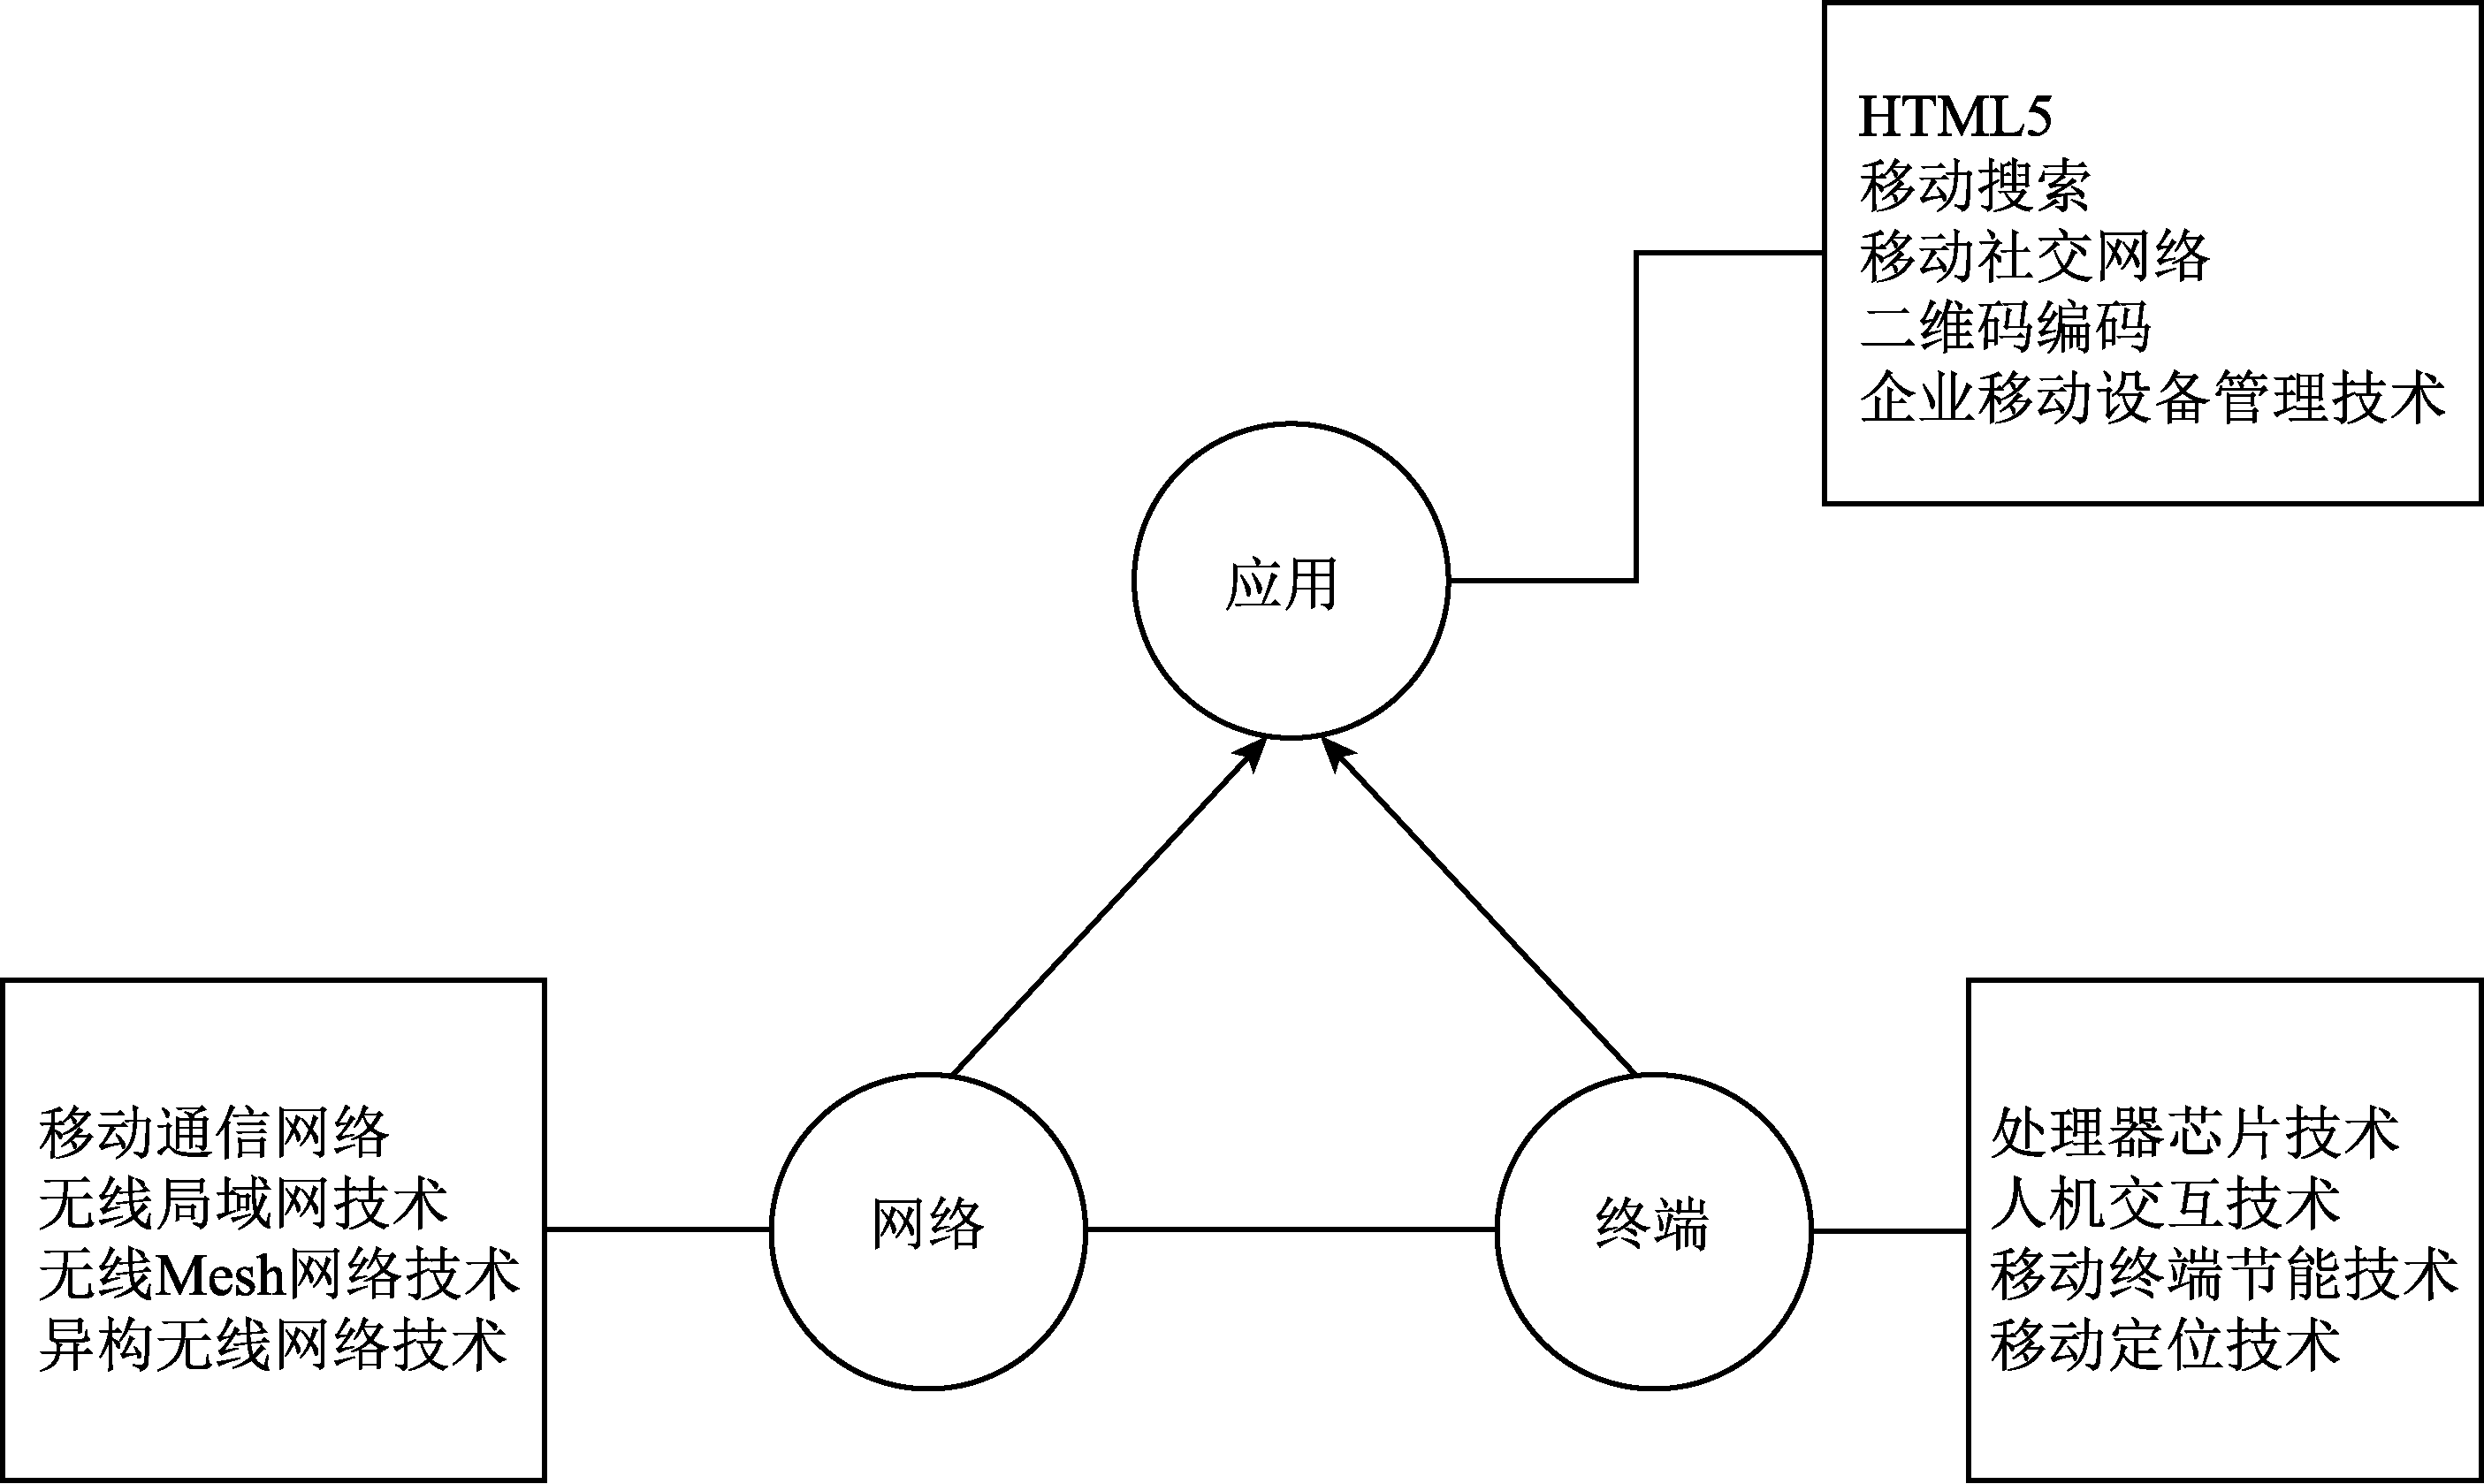 HTML5
移动搜索
移动社交网络
二维码编码
企业移动设备管理技术
应用
移动通信网络
无线局域网技术
无线Mesh网络技术
异构无线网络技术
网络
终端
处理器芯片技术
人机交互技术
移动终端节能技术
移动定位技术